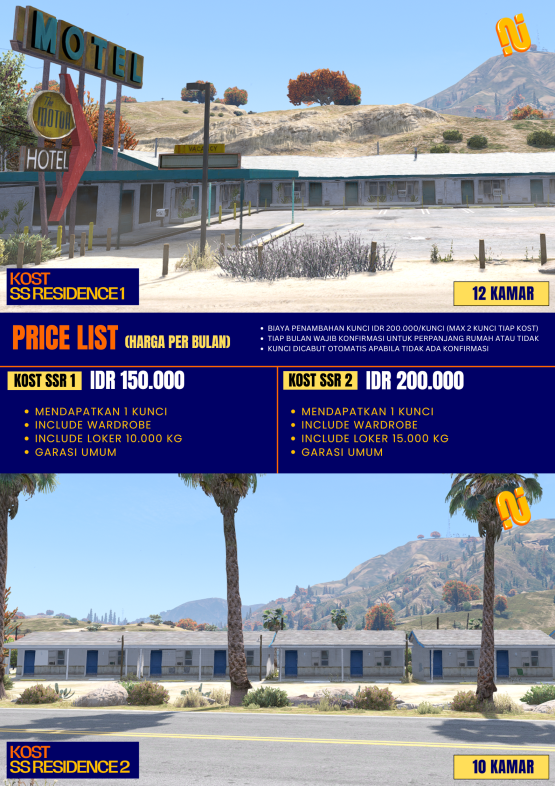 MOTEL
The
MOTOR
HOTEL
VACANCY
KOST
SS RESIDENCE 1
12 KAMAR
PRICE LIST (HARGA PER BULAN)
• BIAYA PENAMBAHAN KUNCI IDR 200.000/KUNCI (MAX 2 KUNCI TIAP KOST)
• TIAP BULAN WAJIB KONFIRMASI UNTUK PERPANJANG RUMAH ATAU TIDAK
• KUNCI DICABUT OTOMATIS APABILA TIDAK ADA KONFIRMASI
KOST SSR 1 IDR 150.000
• MENDAPATKAN 1 KUNCI
• INCLUDE WARDROBE
• INCLUDE LOKER 10.000 KG
• GARASI UMUM
KOST SSR 2 IDR 200.000
• MENDAPATKAN 1 KUNCI
• INCLUDE WARDROBE
• INCLUDE LOKER 15.000 KG
• GARASI UMUM
KOST
SS RESIDENCE 2
10 KAMAR